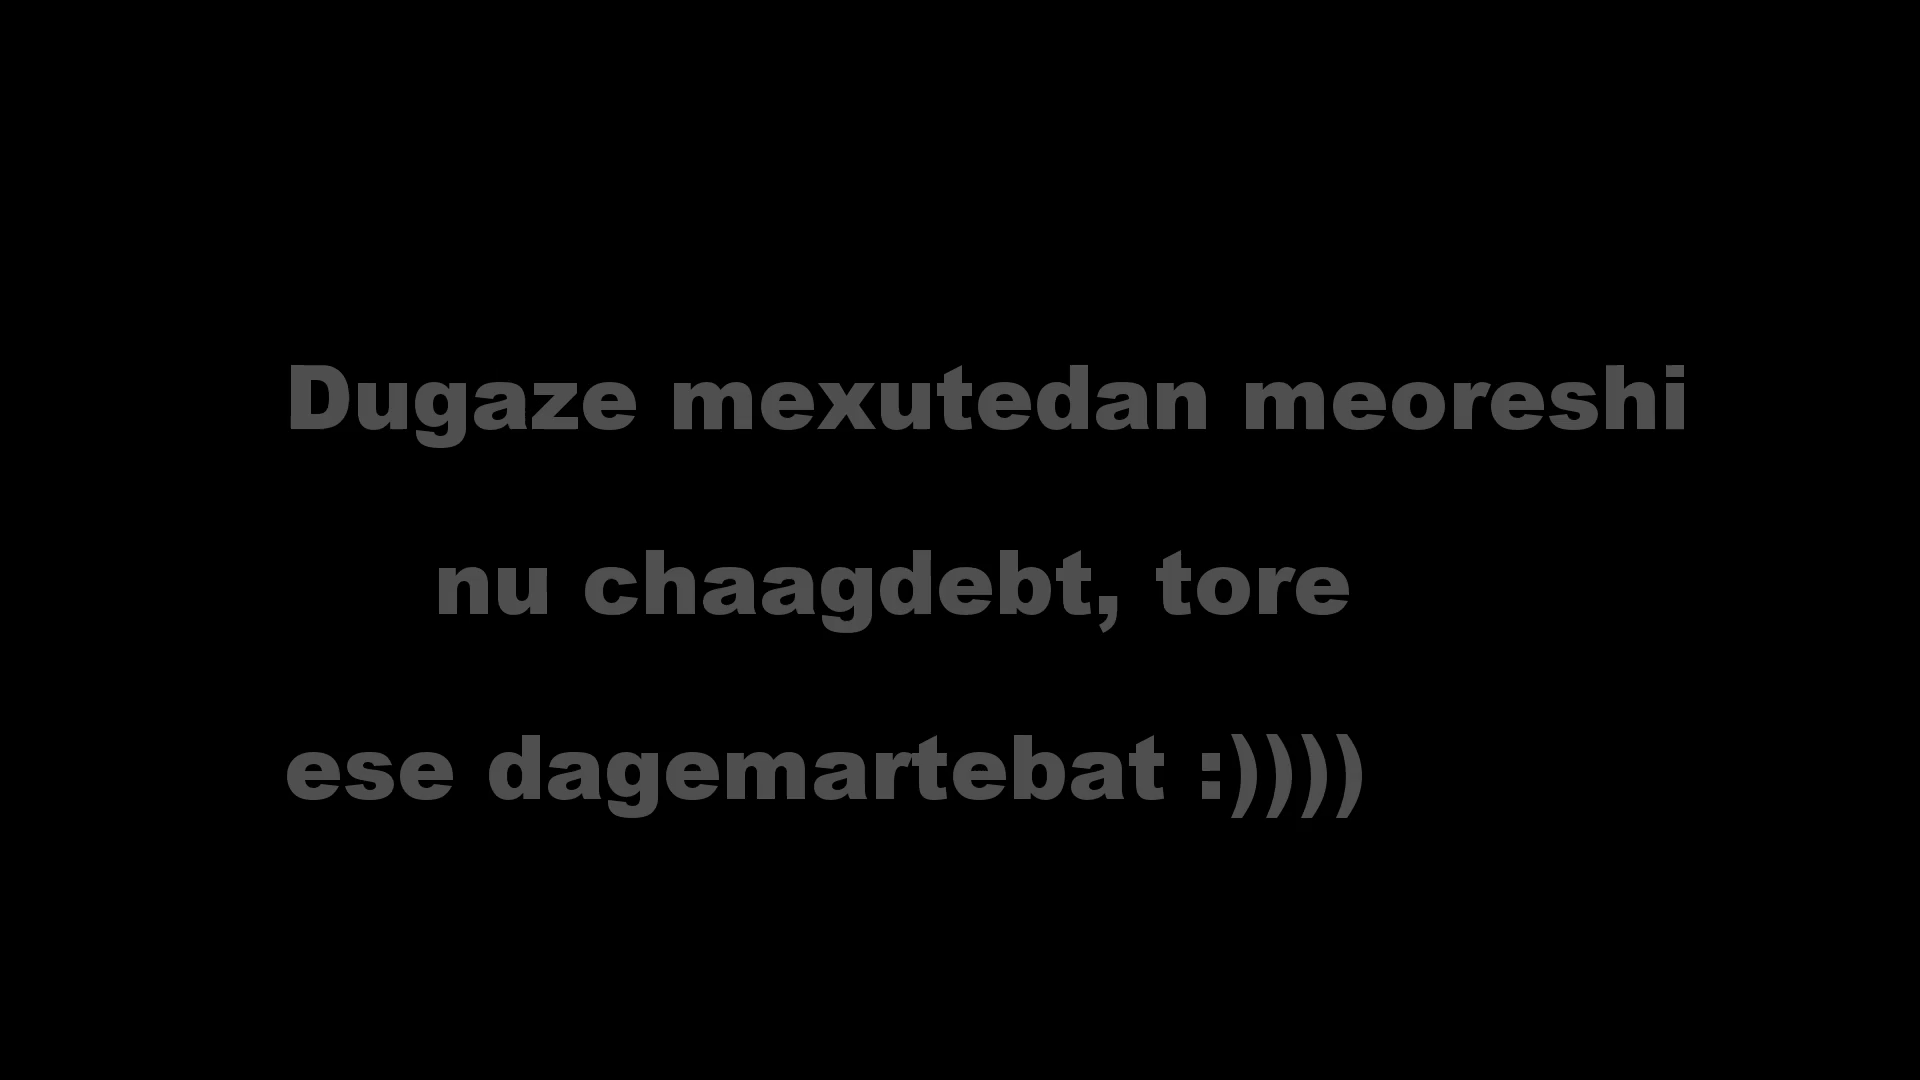 Dugaze mexutedan meoreshi
nu chaagdebt, tore
ese dagemartebat :))))